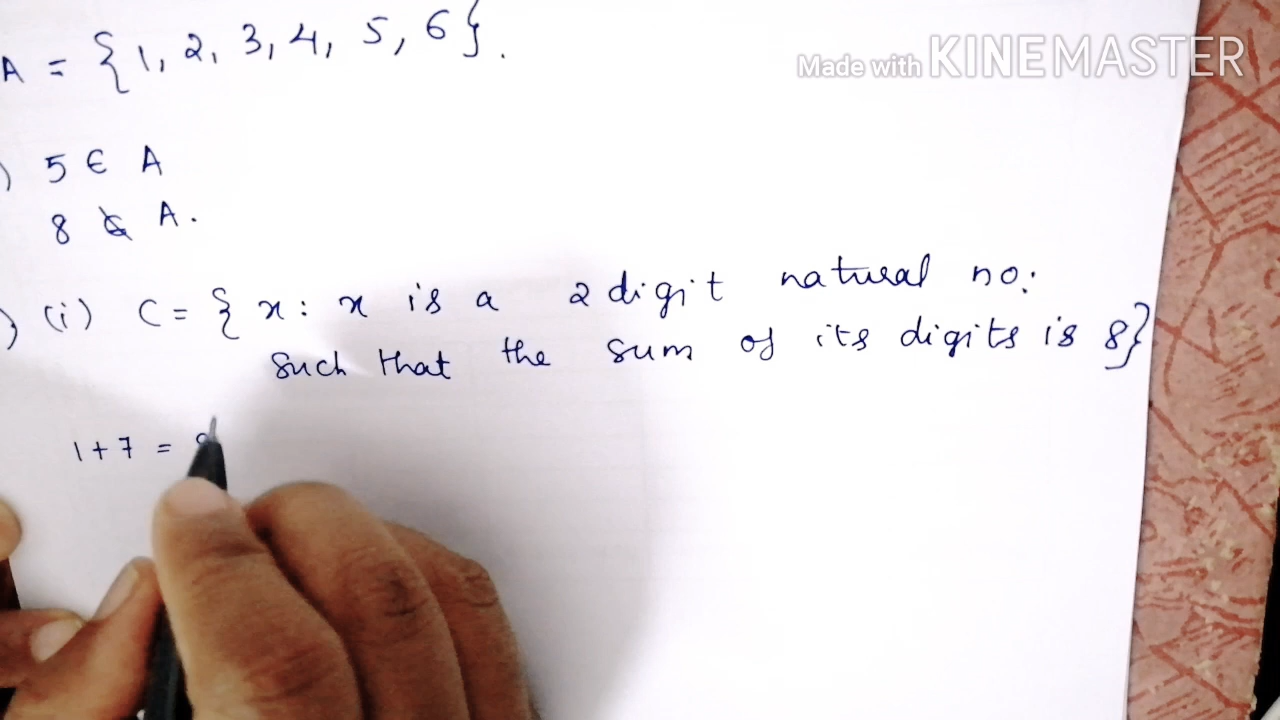 A = {1, 2, 3, 4, 5, 6}.
Made with KINEMASTER
) 5 ∈ A
8 ∉ A.
) (i) C = { x : x is a 2 digit natural no:
such that the sum of its digits is 8}
1 + 7 =